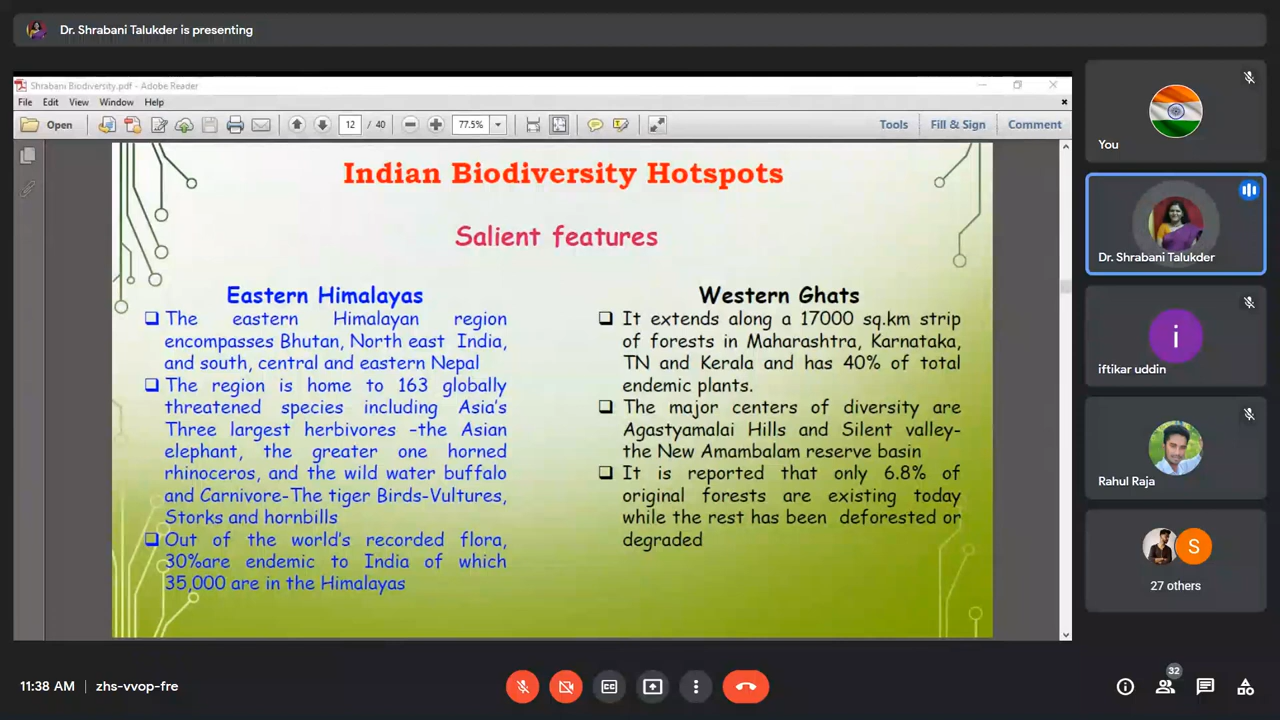 Dr. Shrabani Talukder is presenting
Shrabani Biodiversity.pdf - Adobe Reader
File Edit View Window Help
Open 12 / 40 77.5% Tools Fill & Sign Comment
Indian Biodiversity Hotspots
Salient features
Eastern Himalayas
The eastern Himalayan region
encompasses Bhutan, North east India,
and south, central and eastern Nepal
The region is home to 163 globally
threatened species including Asia's
Three largest herbivores -the Asian
elephant, the greater one horned
rhinoceros, and the wild water buffalo
and Carnivore-The tiger Birds-Vultures,
Storks and hornbills
Out of the world's recorded flora,
30%are endemic to India of which
35,000 are in the Himalayas
Western Ghats
It extends along a 17000 sq.km strip
of forests in Maharashtra, Karnataka,
TN and Kerala and has 40% of total
endemic plants.
The major centers of diversity are
Agastyamalai Hills and Silent valley-
the New Amambalam reserve basin
It is reported that only 6.8% of
original forests are existing today
while the rest has been deforested or
degraded
You
Dr. Shrabani Talukder
i
iftikar uddin
Rahul Raja
S
27 others
11:38 AM | zhs-vvop-fre
32